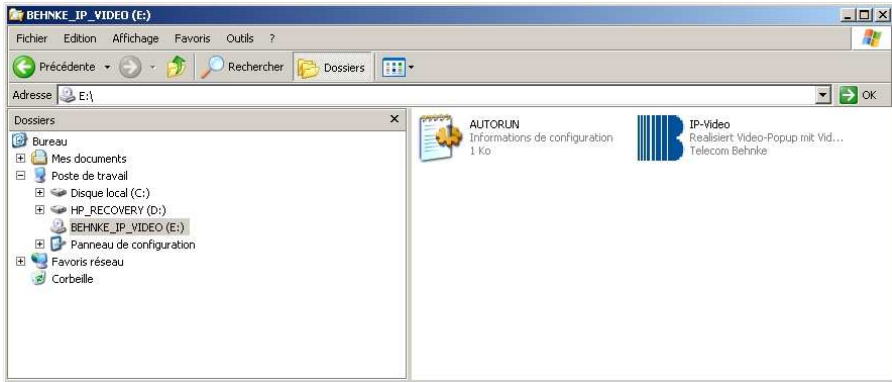 BEHNKE_IP_VIDEO (E:)
Fichier Edition Affichage Favoris Outils ?
Précédente Rechercher Dossiers
Adresse E:\ OK
Dossiers
Bureau
Mes documents
Poste de travail
Disque local (C:)
HP_RECOVERY (D:)
BEHNKE_IP_VIDEO (E:)
Panneau de configuration
Favoris réseau
Corbeille
AUTORUN
Informations de configuration
1 Ko
IP-Video
Realisiert Video-Popup mit Vid...
Telecom Behnke